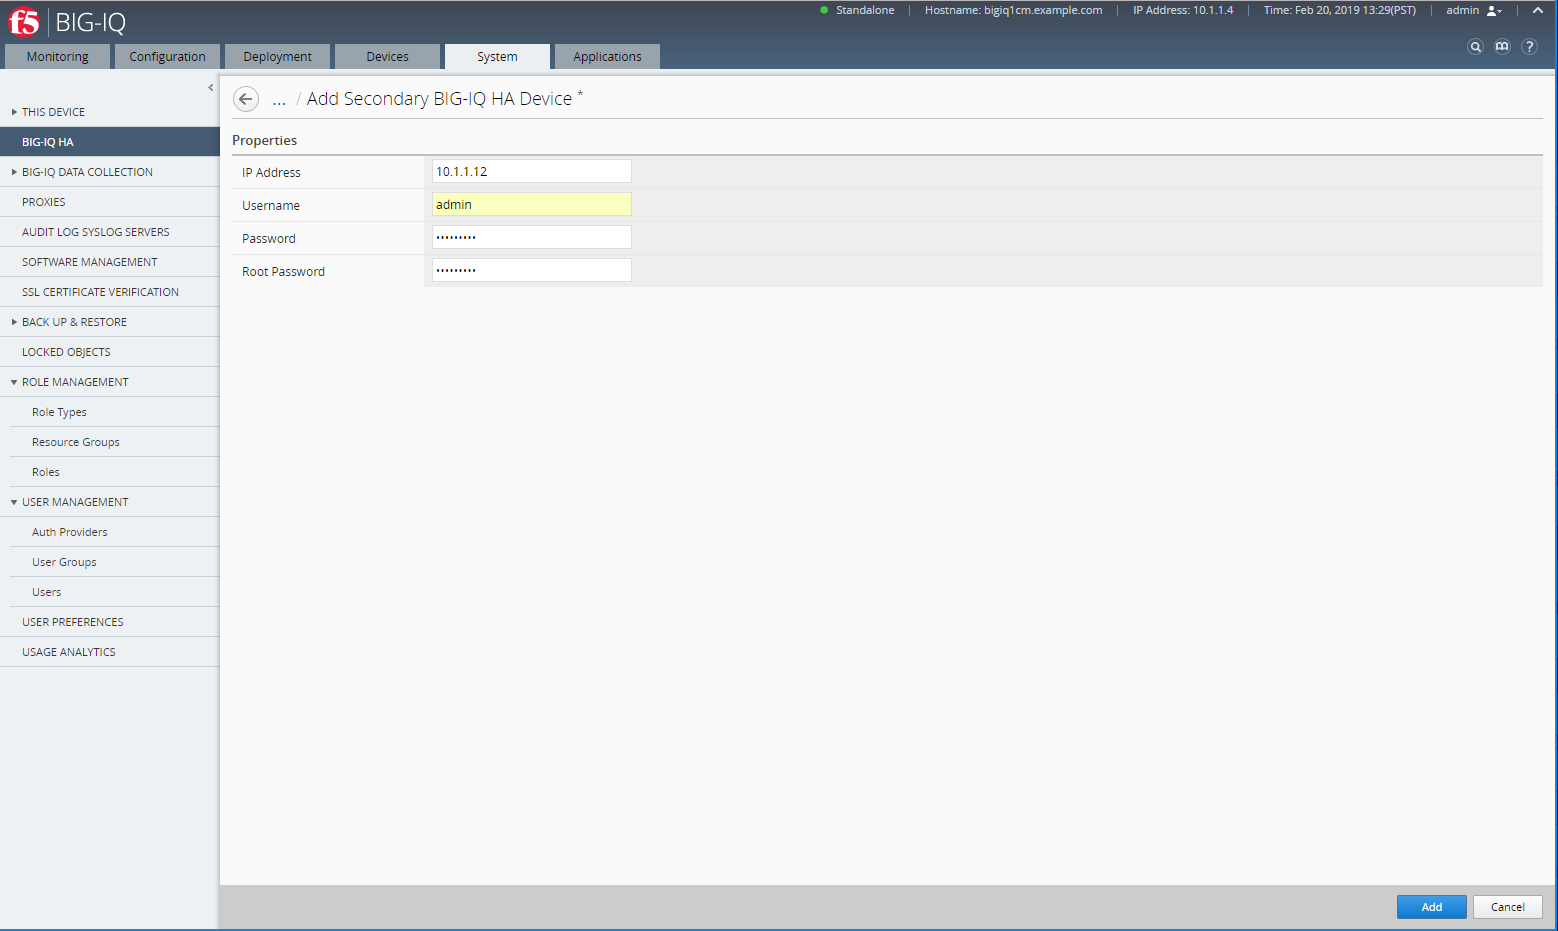 f5 BIG-IQ
Standalone Hostname: bigiq1cm.example.com IP Address: 10.1.1.4 Time: Feb 20, 2019 13:29(PST) admin
Monitoring Configuration Deployment Devices System Applications
?
THIS DEVICE
BIG-IQ HA
BIG-IQ DATA COLLECTION
PROXIES
AUDIT LOG SYSLOG SERVERS
SOFTWARE MANAGEMENT
SSL CERTIFICATE VERIFICATION
BACK UP & RESTORE
LOCKED OBJECTS
ROLE MANAGEMENT
Role Types
Resource Groups
Roles
USER MANAGEMENT
Auth Providers
User Groups
Users
USER PREFERENCES
USAGE ANALYTICS
... / Add Secondary BIG-IQ HA Device *
Properties
IP Address 10.1.1.12
Username admin
Password •••••••••
Root Password •••••••••
Add Cancel